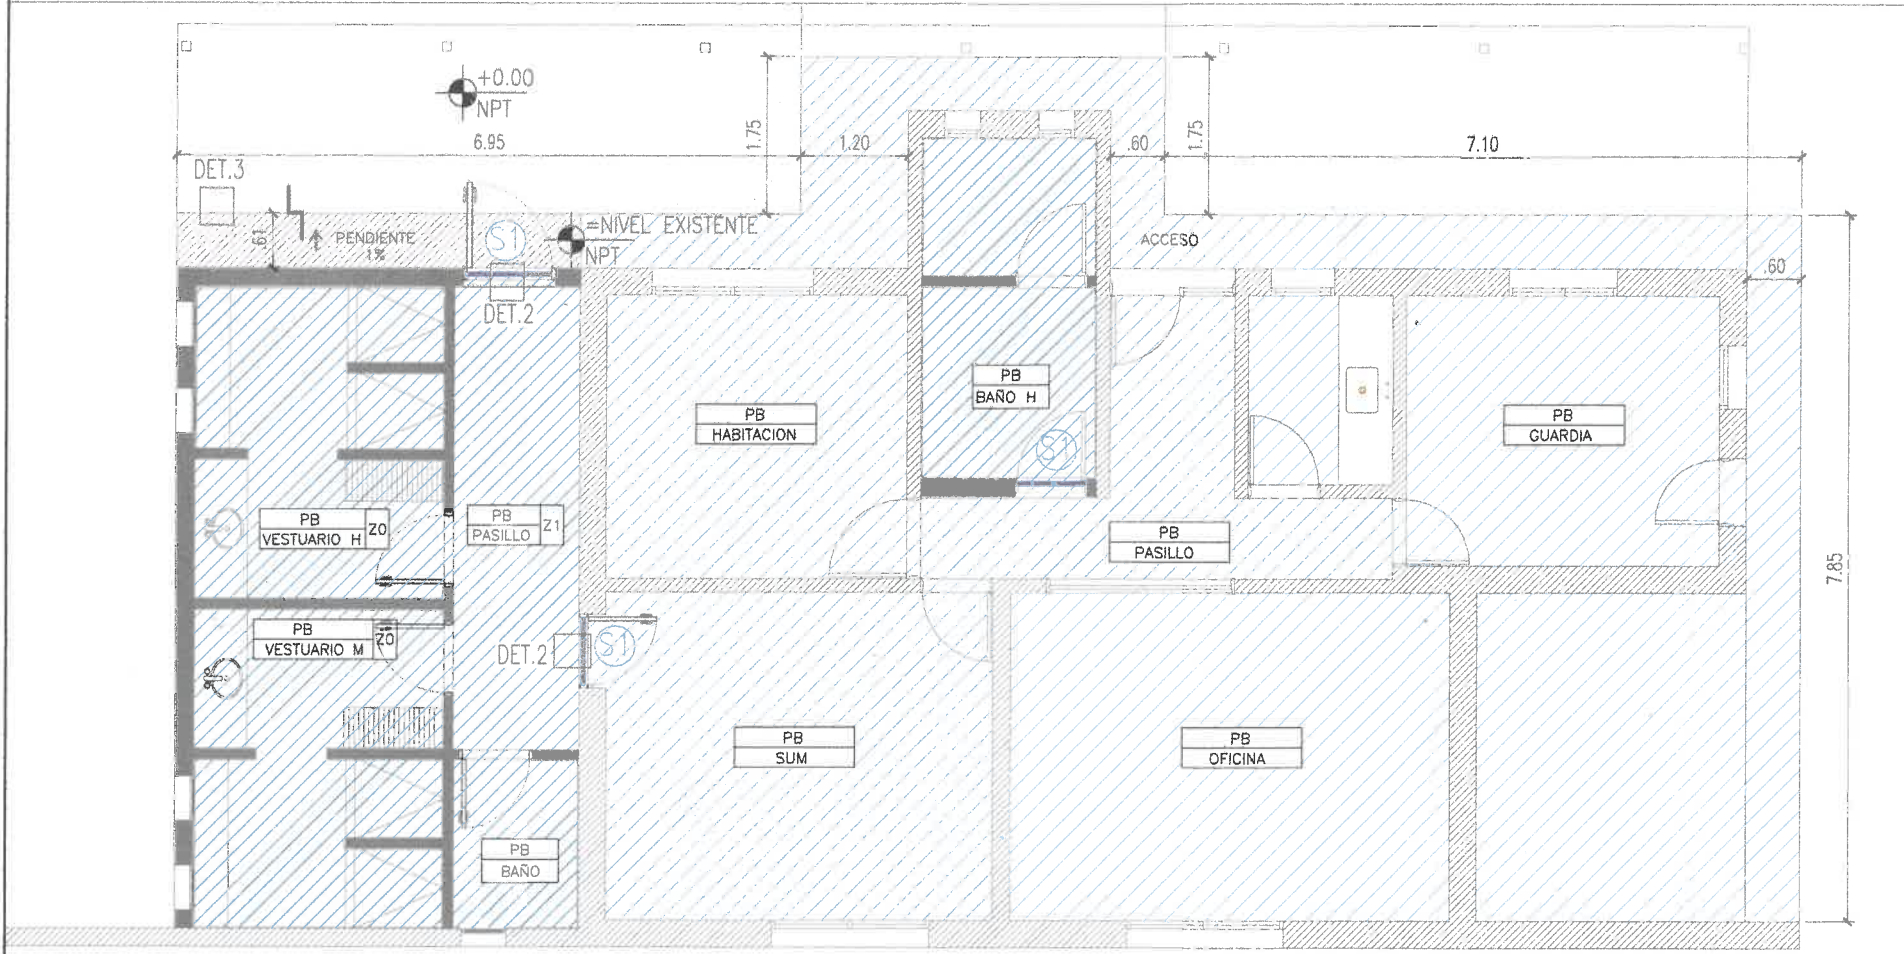 +0.00
NPT
6.95
1.75
1.20
.60
1.75
7.10
DET.3
.61
PENDIENTE
1%
S1
=NIVEL EXISTENTE
NPT
ACCESO
.60
DET.2
PB
BAÑO H
PB
HABITACION
PB
GUARDIA
S1
PB
VESTUARIO H
Z0
PB
PASILLO
Z1
PB
PASILLO
7.85
PB
VESTUARIO M
Z0
DET.2
S1
PB
SUM
PB
OFICINA
PB
BAÑO